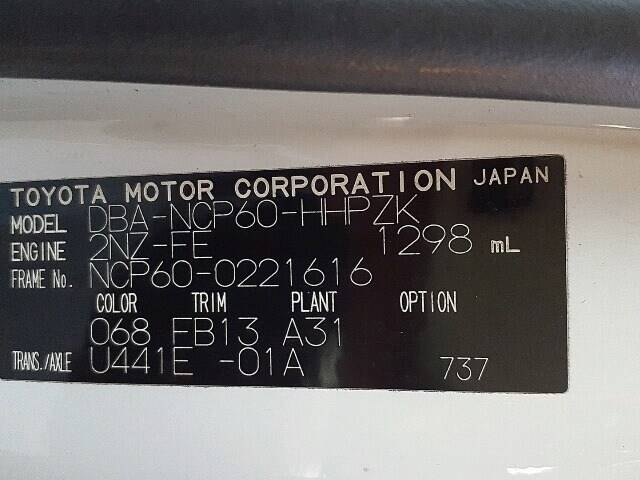 TOYOTA MOTOR CORPORATION JAPAN
MODEL DBA-NCP60-HHPZK
ENGINE 2NZ-FE 1298 mL
FRAME No. NCP60-0221616
COLOR TRIM PLANT OPTION
068 FB13 A31
TRANS./AXLE U441E -01A 737